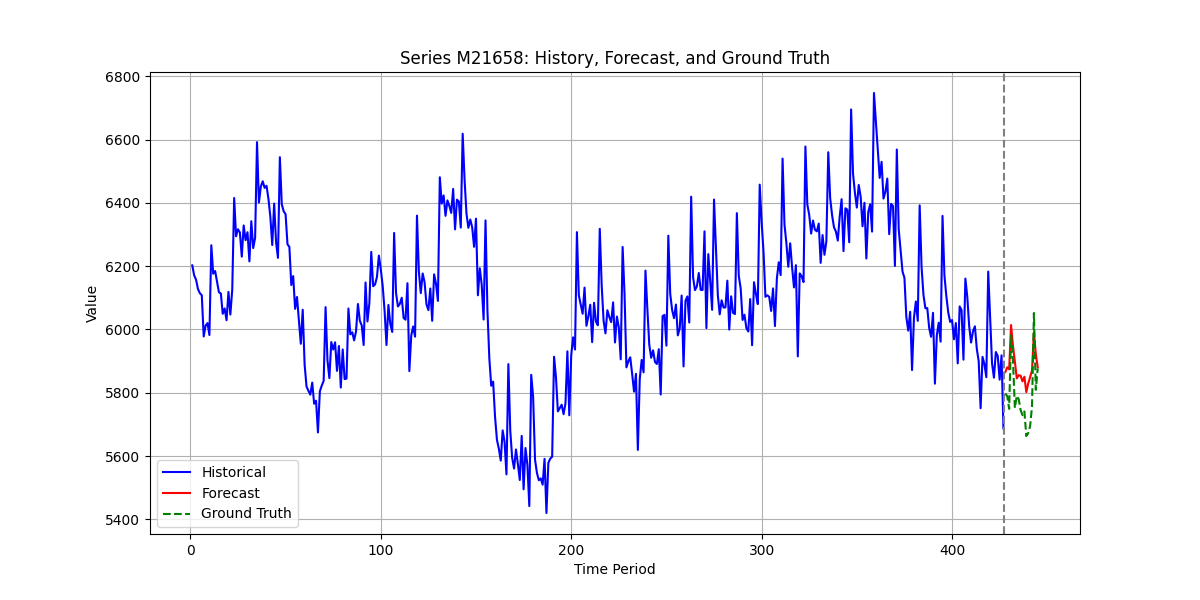 Series M21658: History, Forecast, and Ground Truth
6800
6600
6400
6200
6000
5800
5600
5400
Value
Historical
Forecast
Ground Truth
0
100
200
300
400
Time Period